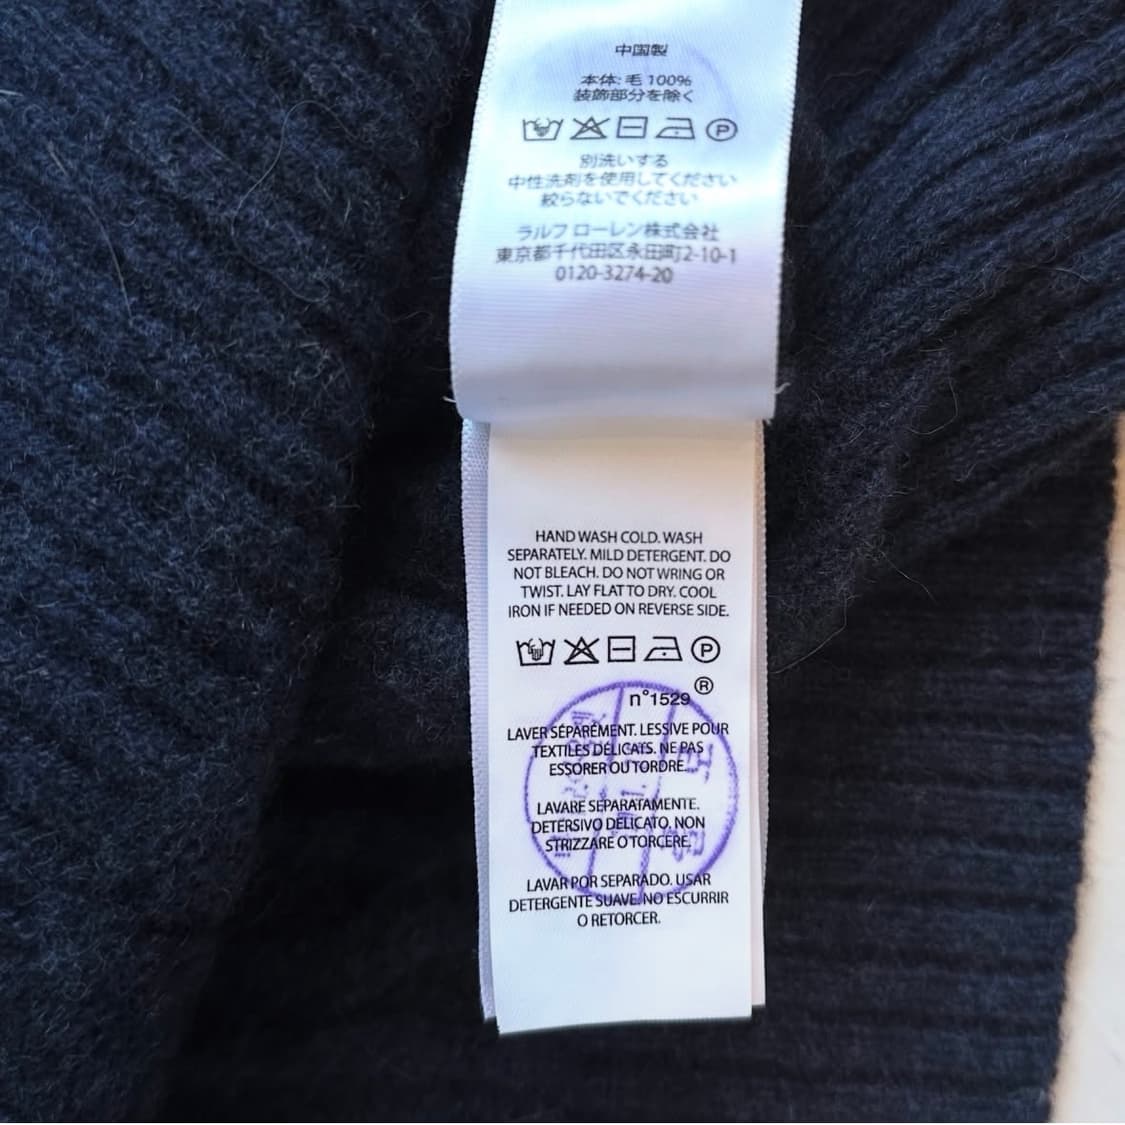 中国製
本体: 毛 100%
装飾部分を除く
P
別洗いする
中性洗剤を使用してください
絞らないでください
ラルフ ローレン株式会社
東京都千代田区永田町2-10-1
0120-3274-20
HAND WASH COLD. WASH
SEPARATELY. MILD DETERGENT. DO
NOT BLEACH. DO NOT WRING OR
TWIST. LAY FLAT TO DRY. COOL
IRON IF NEEDED ON REVERSE SIDE.
P
n°1529 ®
LAVER SÉPARÉMENT. LESSIVE POUR
TEXTILES DÉLICATS. NE PAS
ESSORER OU TORDRE.
LAVARE SEPARATAMENTE.
DETERSIVO DELICATO. NON
STRIZZARE O TORCERE.
LAVAR POR SEPARADO. USAR
DETERGENTE SUAVE. NO ESCURRIR
O RETORCER.